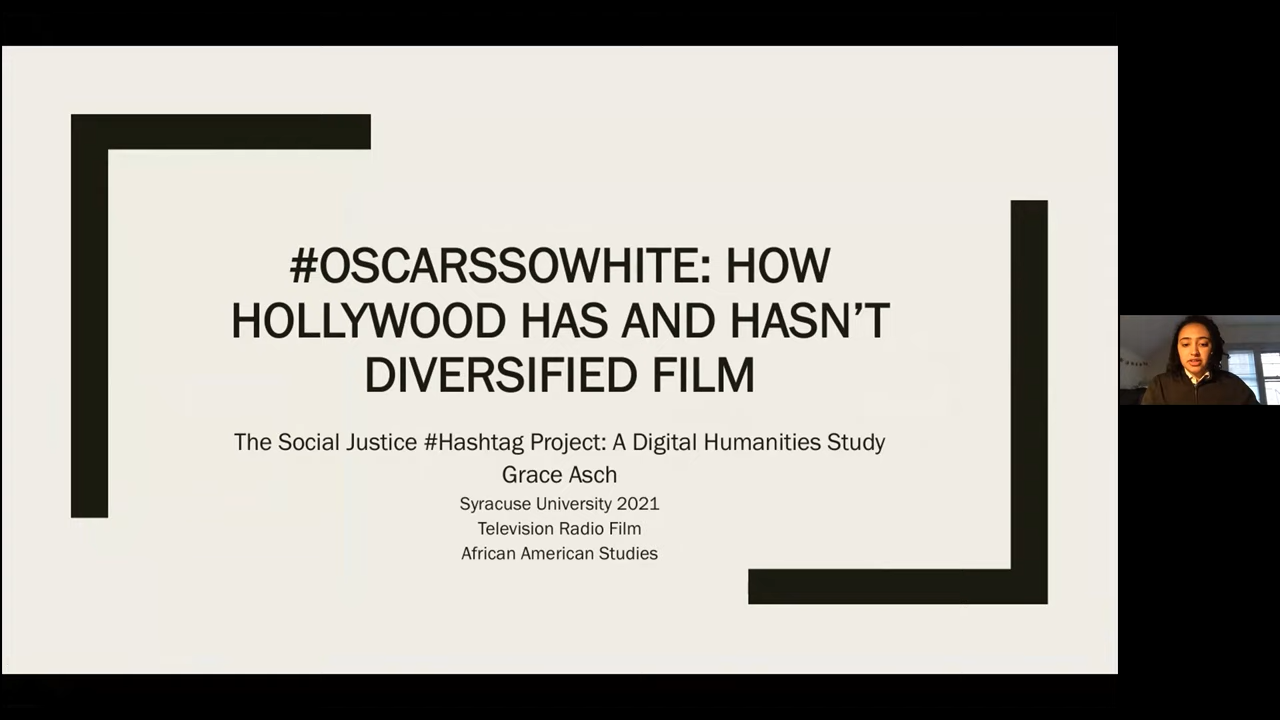 #OSCARSSOWHITE: HOW
HOLLYWOOD HAS AND HASN’T
DIVERSIFIED FILM
The Social Justice #Hashtag Project: A Digital Humanities Study
Grace Asch
Syracuse University 2021
Television Radio Film
African American Studies